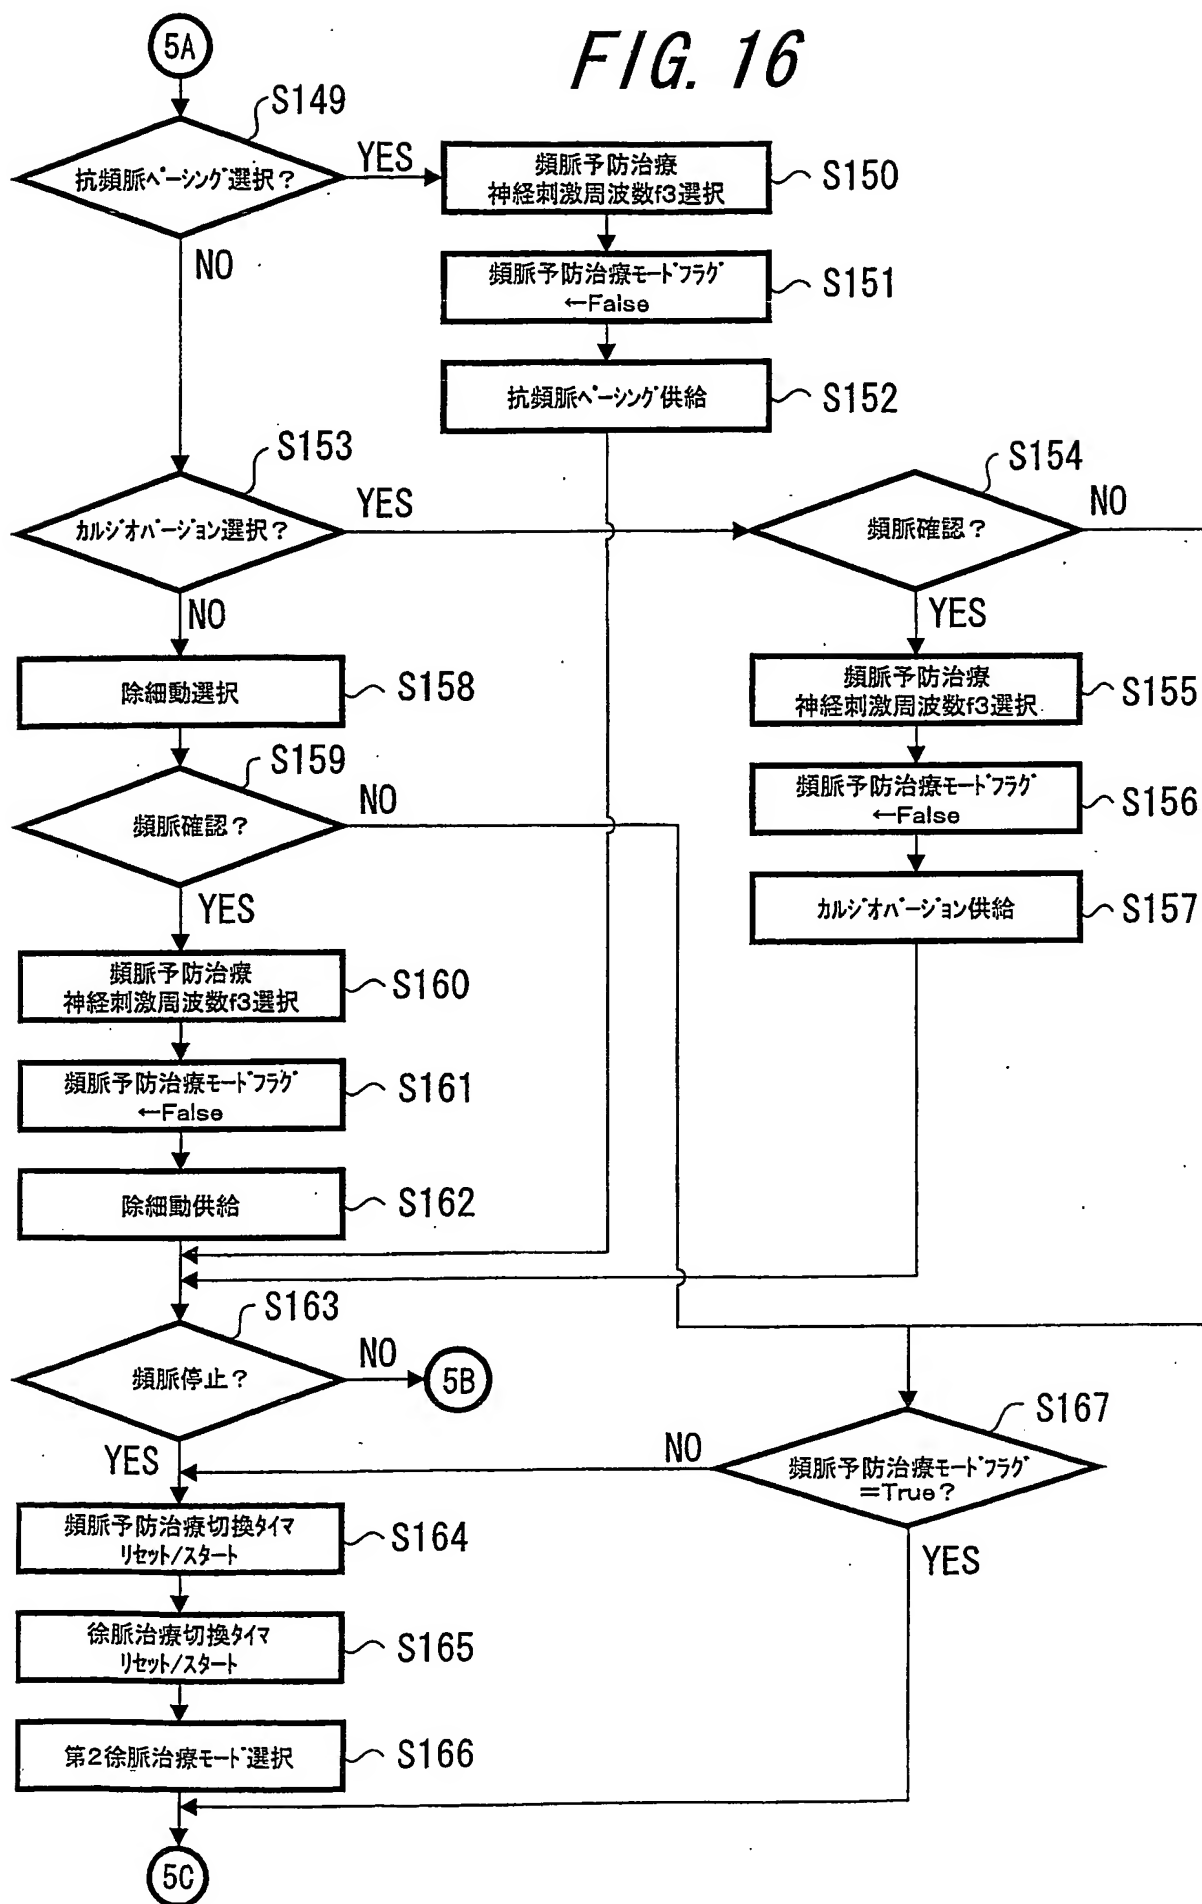 FIG. 16
5A
S149
抗頻脈ペーシング選択?
YES
NO
頻脈予防治療
神経刺激周波数f3選択
S150
頻脈予防治療モードフラグ
←False
S151
抗頻脈ペーシング供給
S152
S153
カルジオバージョン選択?
YES
NO
S154
頻脈確認?
NO
YES
頻脈予防治療
神経刺激周波数f3選択
S155
頻脈予防治療モードフラグ
←False
S156
カルジオバージョン供給
S157
除細動選択
S158
S159
頻脈確認?
NO
YES
頻脈予防治療
神経刺激周波数f3選択
S160
頻脈予防治療モードフラグ
←False
S161
除細動供給
S162
S163
頻脈停止?
NO
5B
YES
S167
頻脈予防治療モードフラグ
=True?
NO
YES
頻脈予防治療切換タイマ
リセット/スタート
S164
徐脈治療切換タイマ
リセット/スタート
S165
第2徐脈治療モード選択
S166
5C